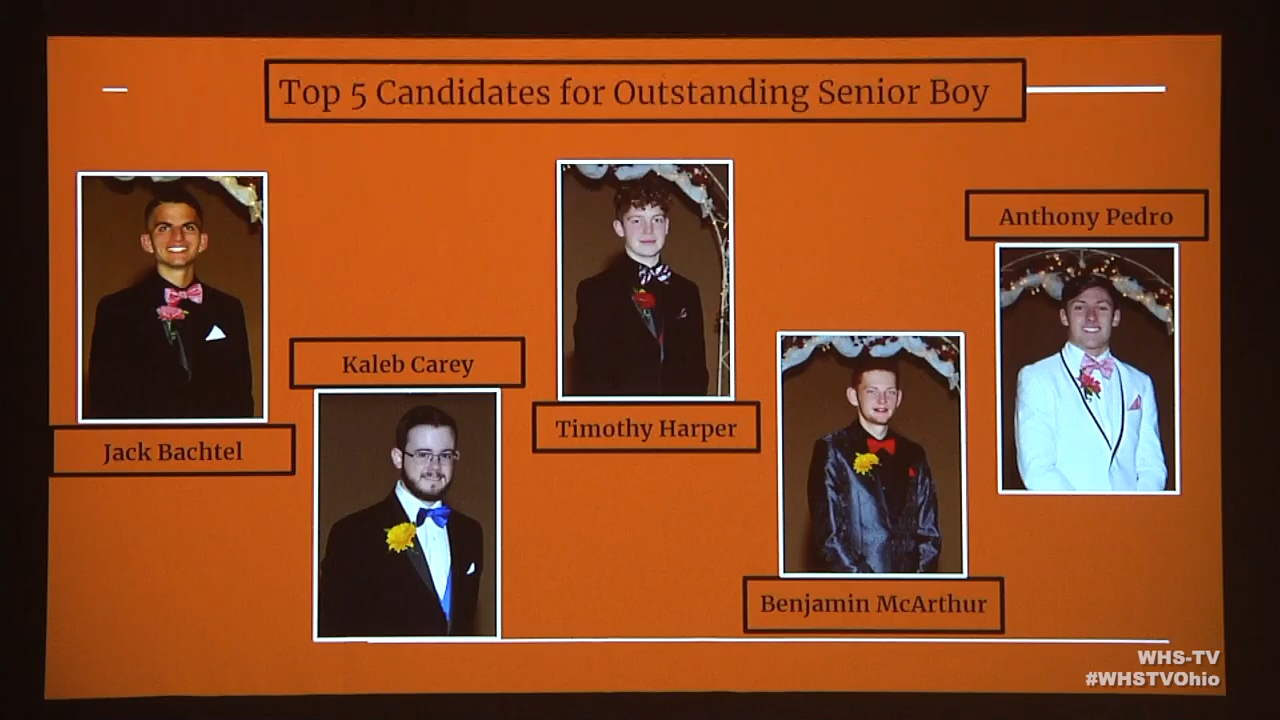 Top 5 Candidates for Outstanding Senior Boy
Jack Bachtel
Kaleb Carey
Timothy Harper
Benjamin McArthur
Anthony Pedro
WHS-TV
#WHSTVOhio